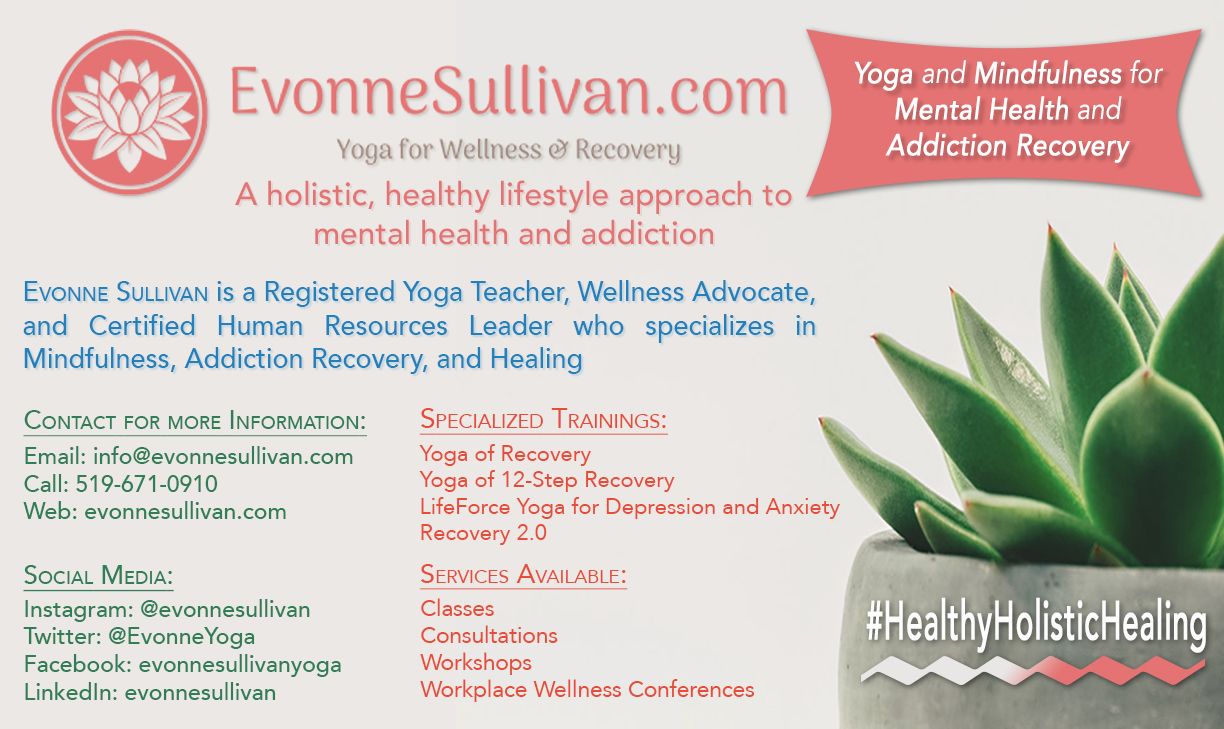 EvonneSullivan.com
Yoga for Wellness & Recovery
A holistic, healthy lifestyle approach to
mental health and addiction
Yoga and Mindfulness for
Mental Health and
Addiction Recovery
Evonne Sullivan is a Registered Yoga Teacher, Wellness Advocate,
and Certified Human Resources Leader who specializes in
Mindfulness, Addiction Recovery, and Healing
Contact for more Information:
Email: info@evonnesullivan.com
Call: 519-671-0910
Web: evonnesullivan.com
Social Media:
Instagram: @evonnesullivan
Twitter: @EvonneYoga
Facebook: evonnesullivanyoga
LinkedIn: evonnesullivan
Specialized Trainings:
Yoga of Recovery
Yoga of 12-Step Recovery
LifeForce Yoga for Depression and Anxiety
Recovery 2.0
Services Available:
Classes
Consultations
Workshops
Workplace Wellness Conferences
#HealthyHolisticHealing